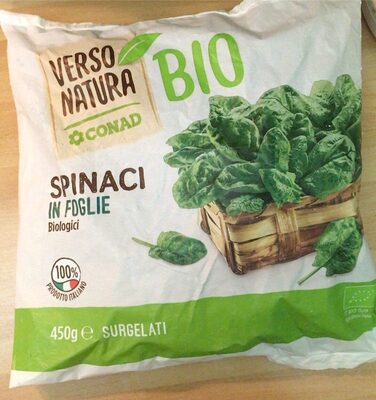 VERSO
NATURA
CONAD
BIO
SPINACI
IN FOGLIE
Biologici
100%
PRODOTTO ITALIANO
450g e SURGELATI